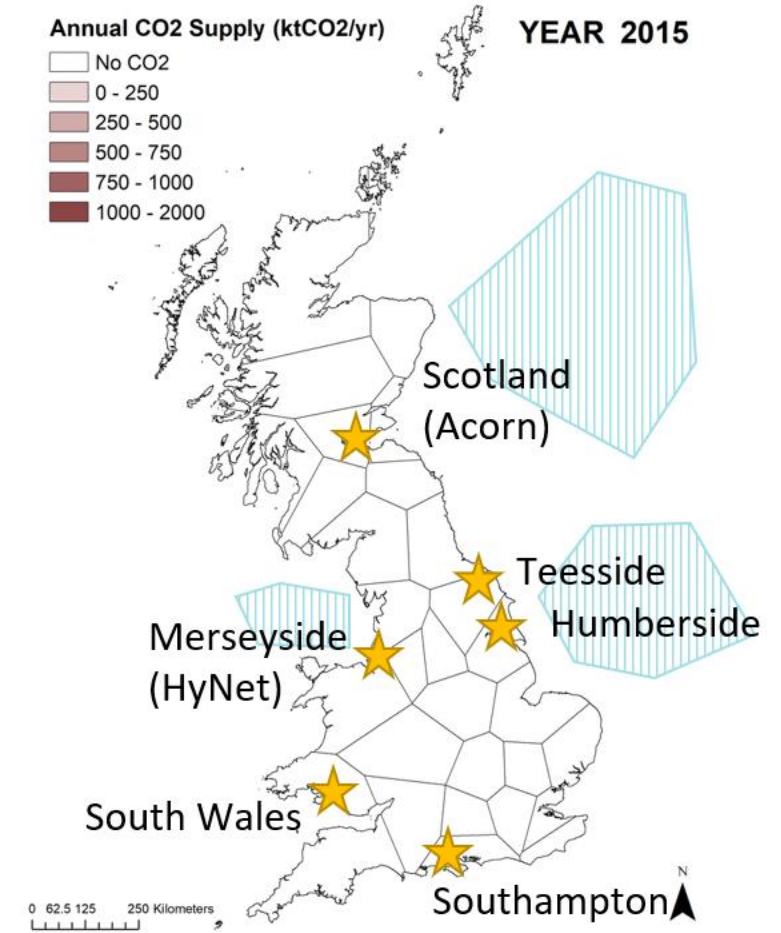 Annual CO2 Supply (ktCO2/yr)
YEAR 2015
No CO2
0 - 250
250 - 500
500 - 750
750 - 1000
1000 - 2000
Scotland
(Acorn)
Teesside
Humberside
Merseyside
(HyNet)
South Wales
Southampton
N
0 62.5 125 250 Kilometers